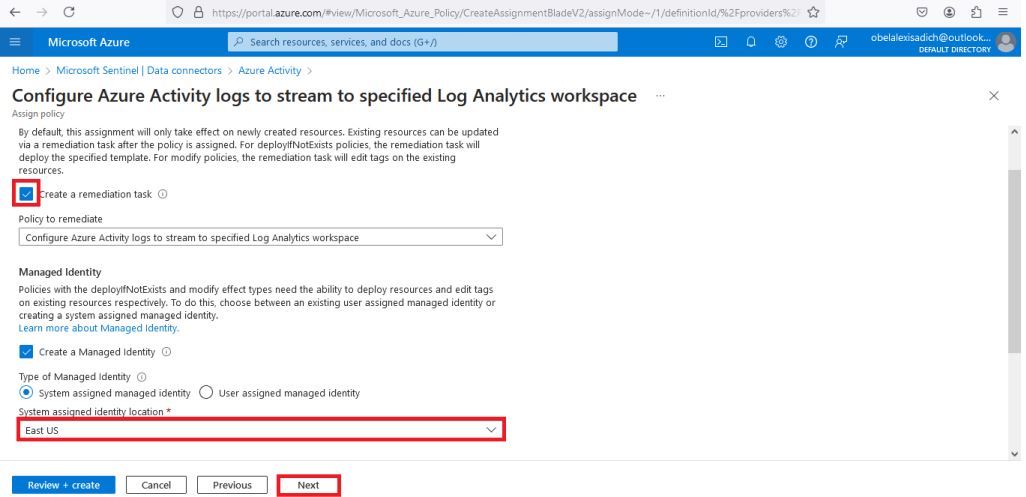 https://portal.azure.com/#view/Microsoft_Azure_Policy/CreateAssignmentBladeV2/assignMode~/1/definitionId/%2Fproviders%2F
Microsoft Azure
Search resources, services, and docs (G+/)
obelalexisadich@outlook...
DEFAULT DIRECTORY
Home > Microsoft Sentinel | Data connectors > Azure Activity >
Configure Azure Activity logs to stream to specified Log Analytics workspace ...
Assign policy
By default, this assignment will only take effect on newly created resources. Existing resources can be updated
via a remediation task after the policy is assigned. For deployIfNotExists policies, the remediation task will
deploy the specified template. For modify policies, the remediation task will edit tags on the existing
resources.
Create a remediation task
Policy to remediate
Configure Azure Activity logs to stream to specified Log Analytics workspace
Managed Identity
Policies with the deployIfNotExists and modify effect types need the ability to deploy resources and edit tags
on existing resources respectively. To do this, choose between an existing user assigned managed identity or
creating a system assigned managed identity.
Learn more about Managed Identity.
Create a Managed Identity
Type of Managed Identity
System assigned managed identity User assigned managed identity
System assigned identity location *
East US
Review + create Cancel Previous Next